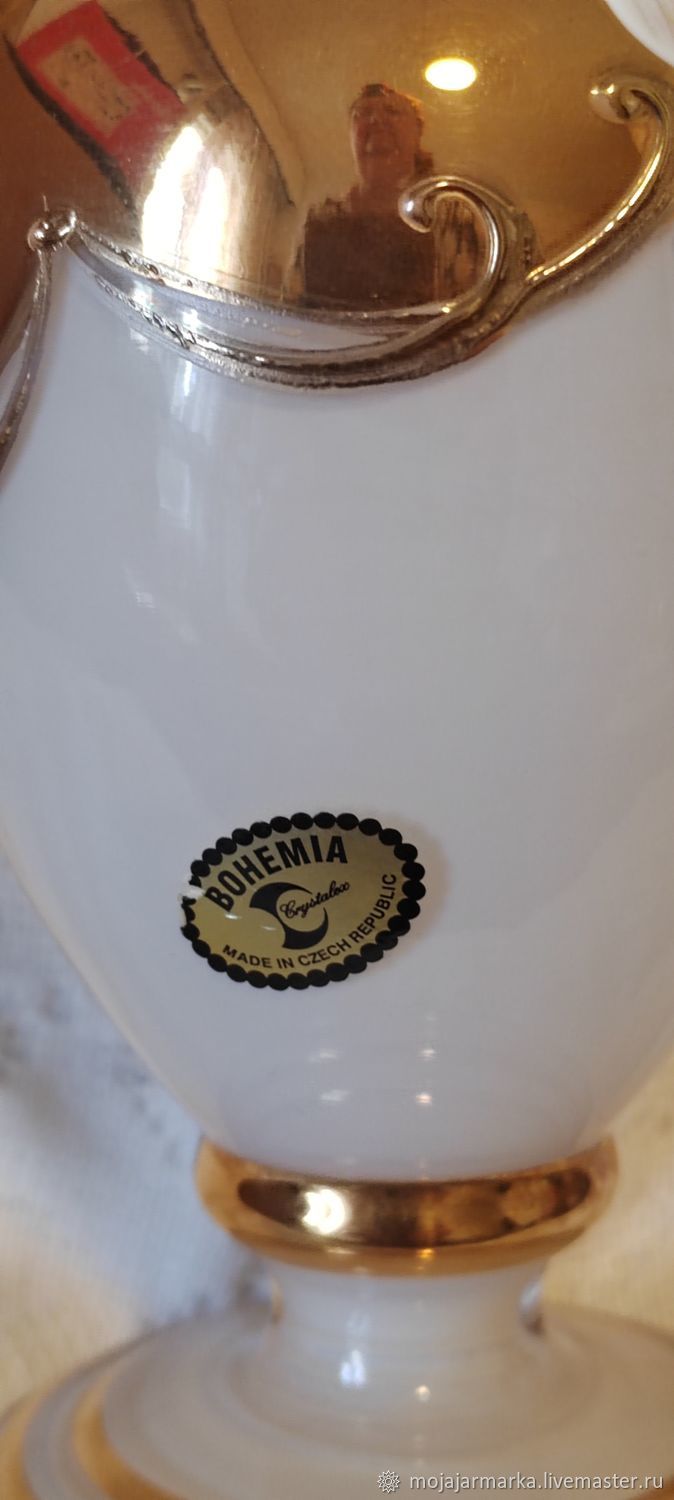 BOHEMIA
Crystalex
MADE IN CZECH REPUBLIC
mojajarmarka.livemaster.ru